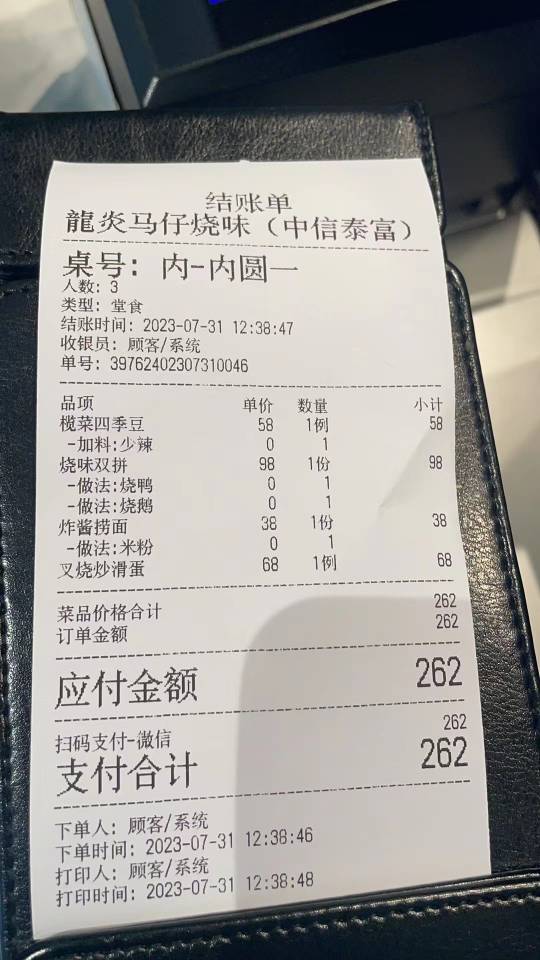 结账单
龍炎马仔烧味（中信泰富）
桌号: 内-内圆一
人数: 3
类型: 堂食
结账时间: 2023-07-31 12:38:47
收银员: 顾客/系统
单号: 39762402307310046
品项 单价 数量 小计
榄菜四季豆 58 1例 58
-加料:少辣 0 1
烧味双拼 98 1份 98
-做法:烧鸭 0 1
-做法:烧鹅 0 1
炸酱捞面 38 1份 38
-做法:米粉 0 1
叉烧炒滑蛋 68 1例 68
菜品价格合计 262
订单金额 262
应付金额 262
扫码支付-微信 262
支付合计 262
下单人: 顾客/系统
下单时间: 2023-07-31 12:38:46
打印人: 顾客/系统
打印时间: 2023-07-31 12:38:48